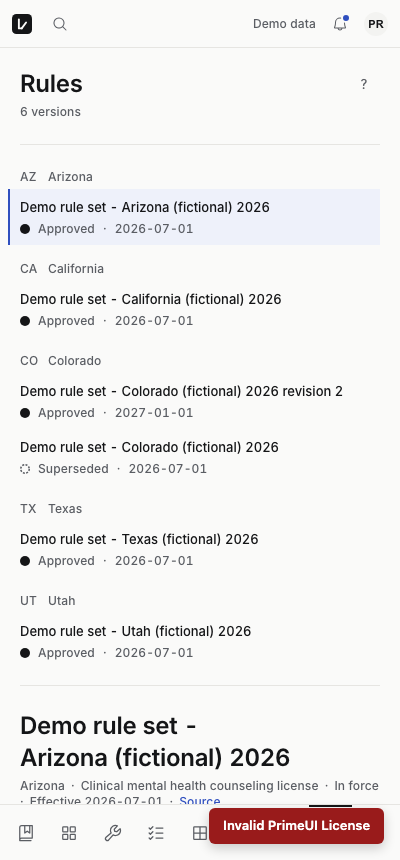 Demo data
PR
Rules
?
6 versions
AZ Arizona
Demo rule set - Arizona (fictional) 2026
Approved · 2026-07-01
CA California
Demo rule set - California (fictional) 2026
Approved · 2026-07-01
CO Colorado
Demo rule set - Colorado (fictional) 2026 revision 2
Approved · 2027-01-01
Demo rule set - Colorado (fictional) 2026
Superseded · 2026-07-01
TX Texas
Demo rule set - Texas (fictional) 2026
Approved · 2026-07-01
UT Utah
Demo rule set - Utah (fictional) 2026
Approved · 2026-07-01
Demo rule set -
Arizona (fictional) 2026
Arizona · Clinical mental health counseling license · In force
· Effective 2026-07-01 · Source
Invalid PrimeUI License